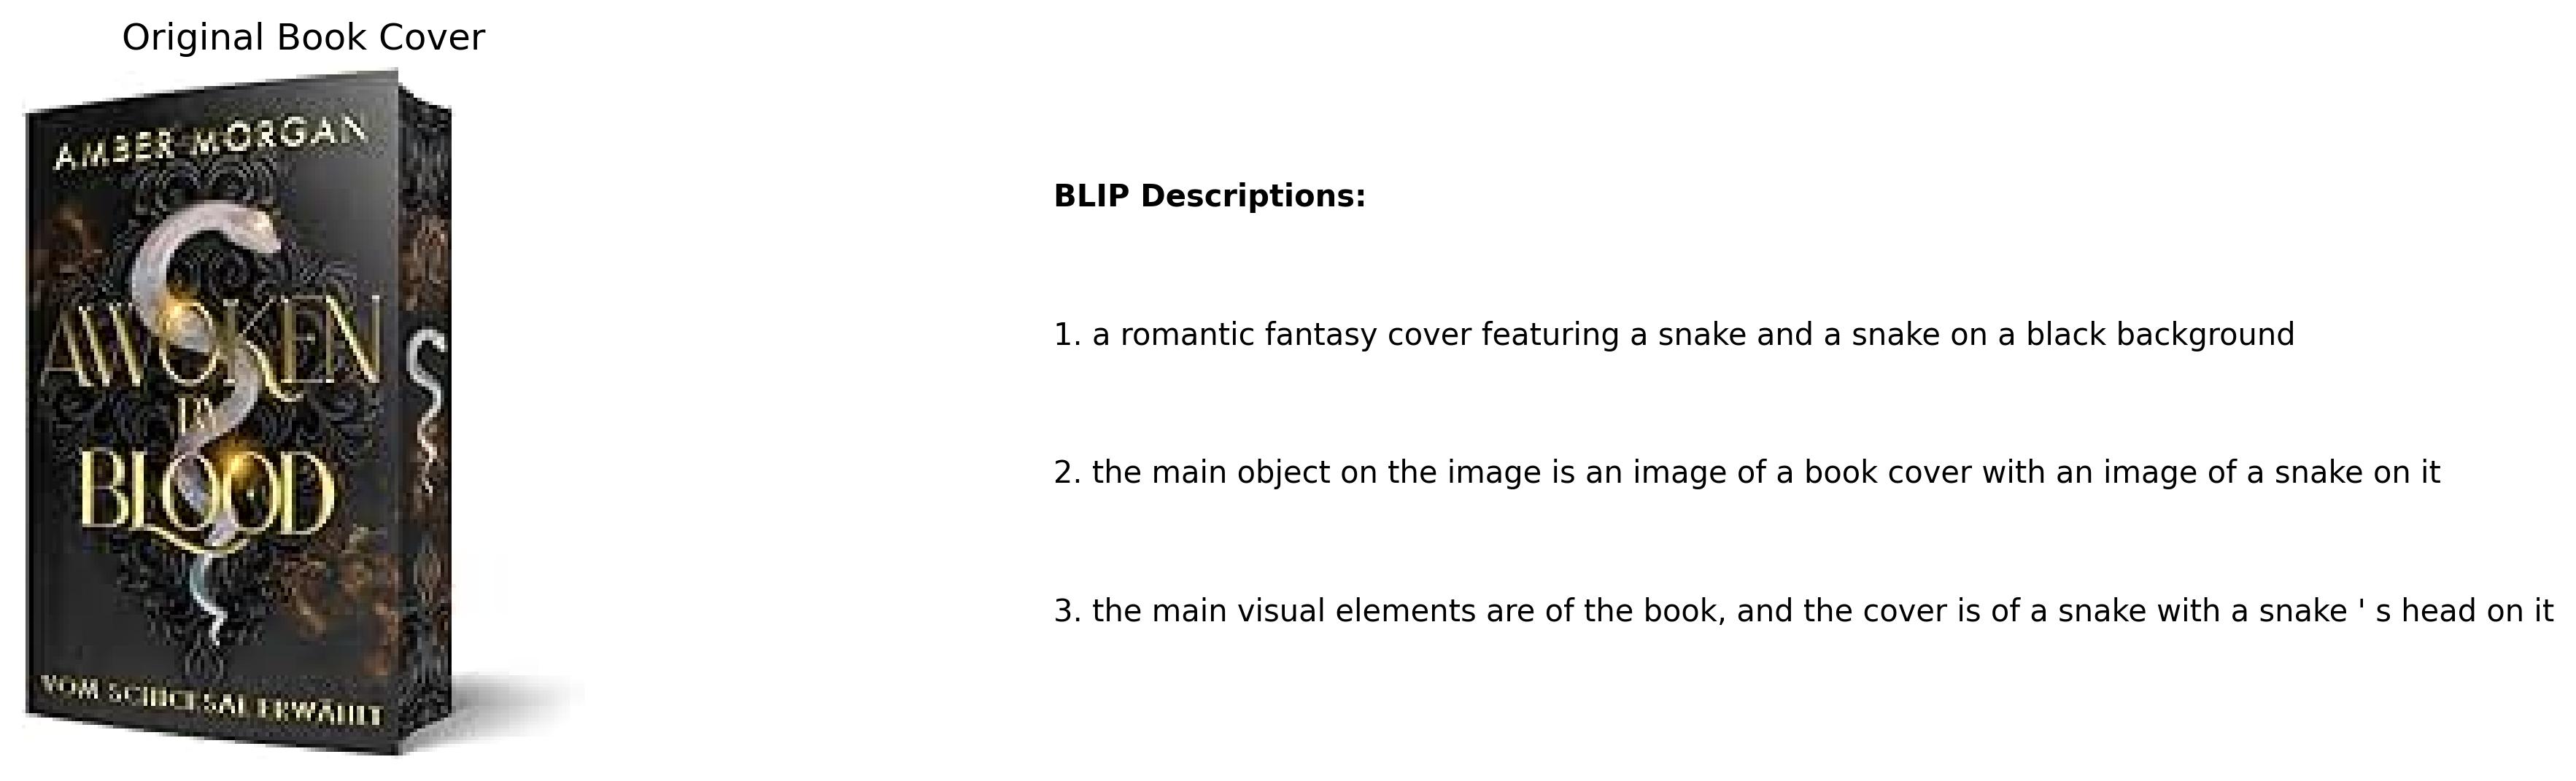 Original Book Cover
AMBER MORGAN
AWOKEN
BY
BLOOD
VOM SCHICKSAL ERWÄHLT
BLIP Descriptions:
1. a romantic fantasy cover featuring a snake and a snake on a black background
2. the main object on the image is an image of a book cover with an image of a snake on it
3. the main visual elements are of the book, and the cover is of a snake with a snake ' s head on it